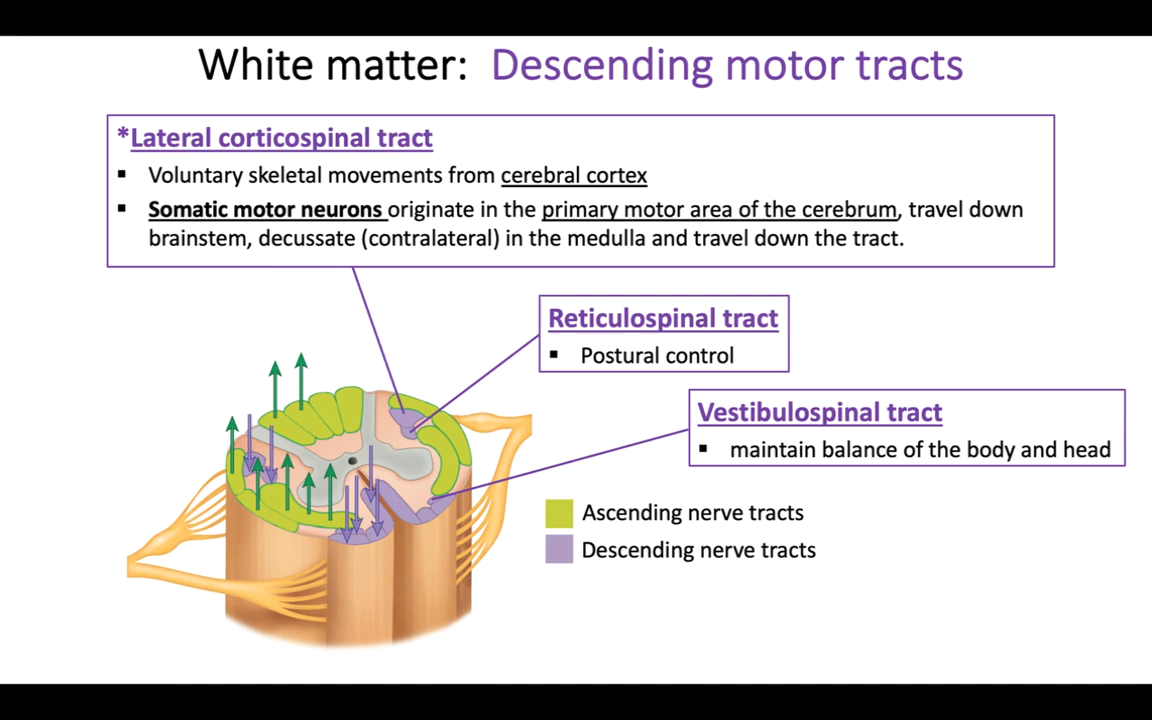 White matter: Descending motor tracts
*Lateral corticospinal tract
▪ Voluntary skeletal movements from cerebral cortex
▪ Somatic motor neurons originate in the primary motor area of the cerebrum, travel down
brainstem, decussate (contralateral) in the medulla and travel down the tract.
Reticulospinal tract
▪ Postural control
Vestibulospinal tract
▪ maintain balance of the body and head
Ascending nerve tracts
Descending nerve tracts